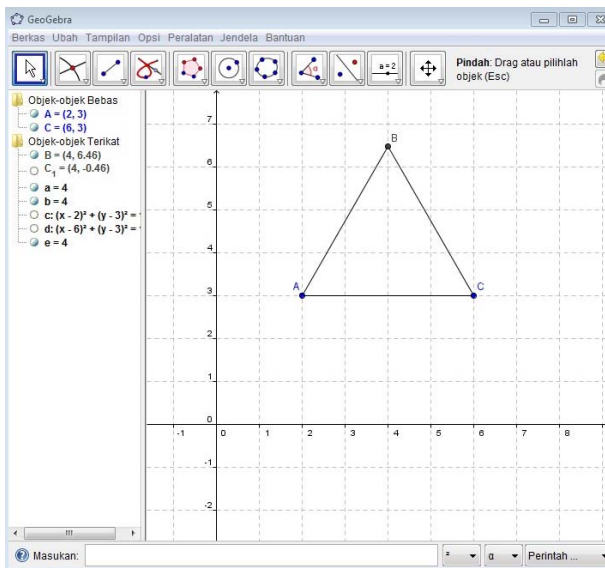 GeoGebra
Berkas Ubah Tampilan Opsi Peralatan Jendela Bantuan
a = 2
Pindah: Drag atau pilihlah
objek (Esc)
Objek-objek Bebas
A = (2, 3)
C = (6, 3)
Objek-objek Terikat
B = (4, 6.46)
C₁ = (4, -0.46)
a = 4
b = 4
c: (x - 2)² + (y - 3)² =
d: (x - 6)² + (y - 3)² =
e = 4
7
B
6
5
4
A
C
3
2
1
0
-1 0 1 2 3 4 5 6 7 8
-1
-2
Masukan:
² α Perintah ...